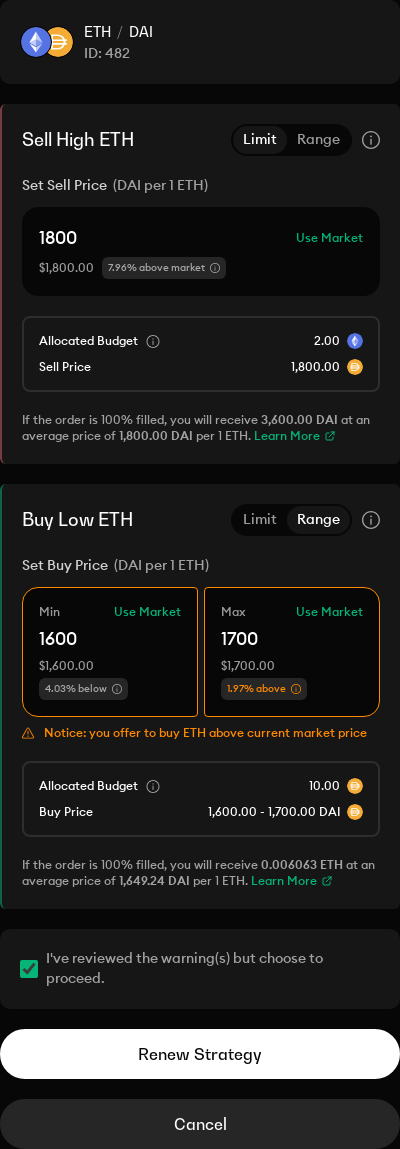 ETH / DAI
ID: 482
Sell High ETH
Limit Range
Set Sell Price (DAI per 1 ETH)
1800 Use Market
$1,800.00 7.96% above market
Allocated Budget 2.00
Sell Price 1,800.00
If the order is 100% filled, you will receive 3,600.00 DAI at an
average price of 1,800.00 DAI per 1 ETH. Learn More
Buy Low ETH
Limit Range
Set Buy Price (DAI per 1 ETH)
Min Use Market Max Use Market
1600 1700
$1,600.00 $1,700.00
4.03% below 1.97% above
Notice: you offer to buy ETH above current market price
Allocated Budget 10.00
Buy Price 1,600.00 - 1,700.00 DAI
If the order is 100% filled, you will receive 0.006063 ETH at an
average price of 1,649.24 DAI per 1 ETH. Learn More
I've reviewed the warning(s) but choose to
proceed.
Renew Strategy
Cancel